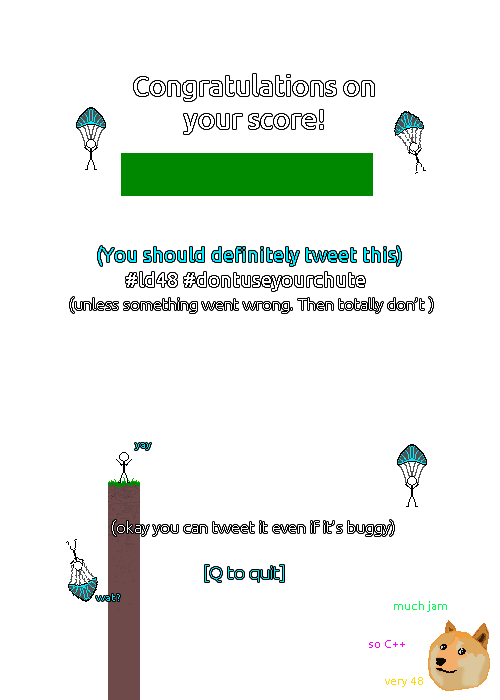 Congratulations on
your score!
(You should definitely tweet this)
#ld48 #dontuseyourchute
(unless something went wrong. Then totally don't )
yay
(okay you can tweet it even if it's buggy)
[Q to quit]
wat?
much jam
so C++
very 48